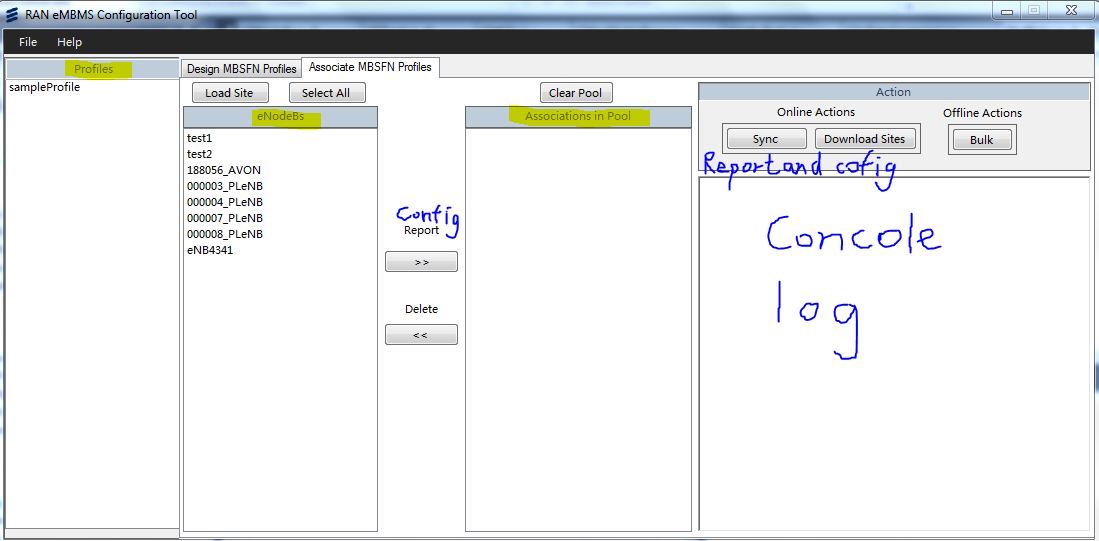 RAN eMBMS Configuration Tool
File Help
Profiles
sampleProfile
Design MBSFN Profiles Associate MBSFN Profiles
Load Site Select All
eNodeBs
test1
test2
188056_AVON
000003_PLeNB
000004_PLeNB
000007_PLeNB
000008_PLeNB
eNB4341
Config
Report
>>
Delete
<<
Clear Pool
Associations in Pool
Action
Online Actions Offline Actions
Sync Download Sites Bulk
Report and cofig
Concole
log